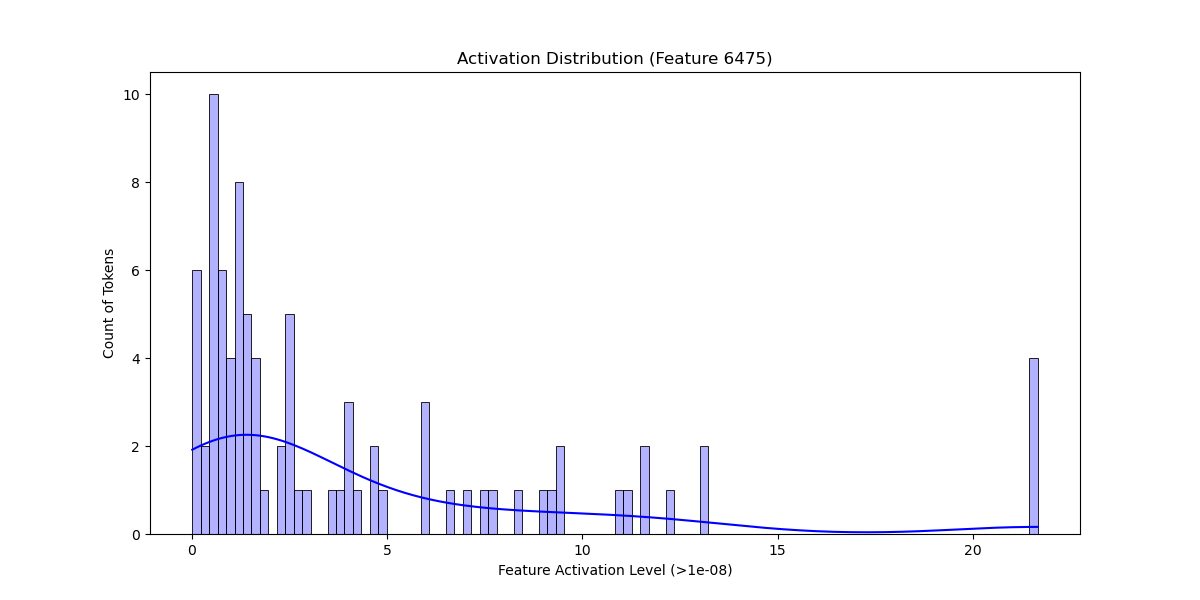 Activation Distribution (Feature 6475)
10
8
6
4
2
0
Count of Tokens
0 5 10 15 20
Feature Activation Level (>1e-08)